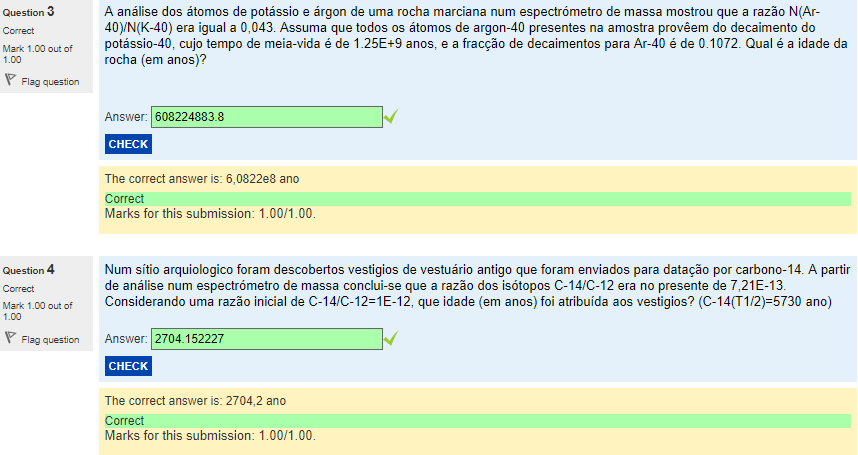 Question 3
Correct
Mark 1.00 out of
1.00
Flag question
A análise dos átomos de potássio e árgon de uma rocha marciana num espectrómetro de massa mostrou que a razão N(Ar-
40)/N(K-40) era igual a 0,043. Assuma que todos os átomos de argon-40 presentes na amostra provêem do decaimento do
potássio-40, cujo tempo de meia-vida é de 1.25E+9 anos, e a fracção de decaimentos para Ar-40 é de 0.1072. Qual é a idade da
rocha (em anos)?
Answer: 608224883.8
CHECK
The correct answer is: 6,0822e8 ano
Correct
Marks for this submission: 1.00/1.00.
Question 4
Correct
Mark 1.00 out of
1.00
Flag question
Num sítio arquiologico foram descobertos vestigios de vestuário antigo que foram enviados para datação por carbono-14. A partir
de análise num espectrómetro de massa conclui-se que a razão dos isótopos C-14/C-12 era no presente de 7,21E-13.
Considerando uma razão inicial de C-14/C-12=1E-12, que idade (em anos) foi atribuída aos vestigios? (C-14(T1/2)=5730 ano)
Answer: 2704.152227
CHECK
The correct answer is: 2704,2 ano
Correct
Marks for this submission: 1.00/1.00.